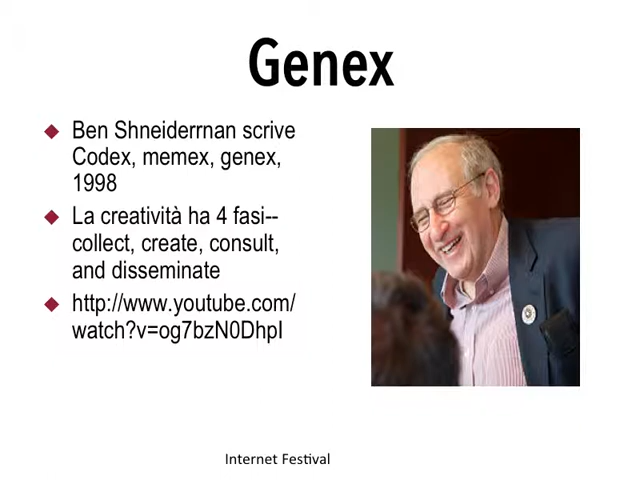 Genex
Ben Shneiderrnan scrive
Codex, memex, genex,
1998
La creatività ha 4 fasi--
collect, create, consult,
and disseminate
http://www.youtube.com/
watch?v=og7bzN0DhpI
Internet Festival